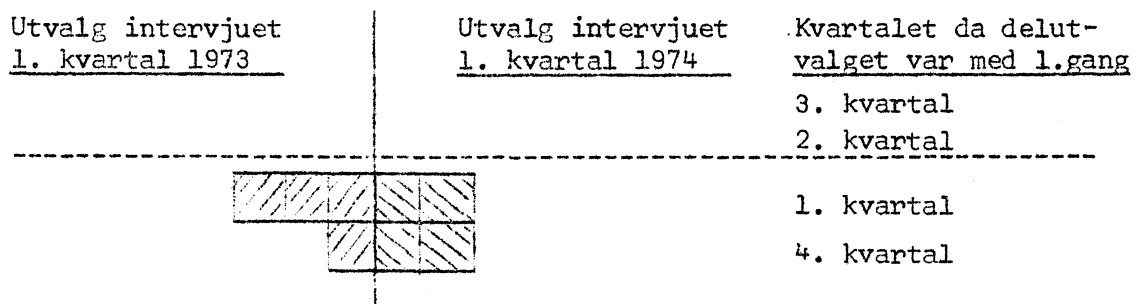 Utvalg intervjuet
1. kvartal 1973
Utvalg intervjuet
1. kvartal 1974
Kvartalet da delut-
valget var med 1.gang
3. kvartal
2. kvartal
1. kvartal
4. kvartal